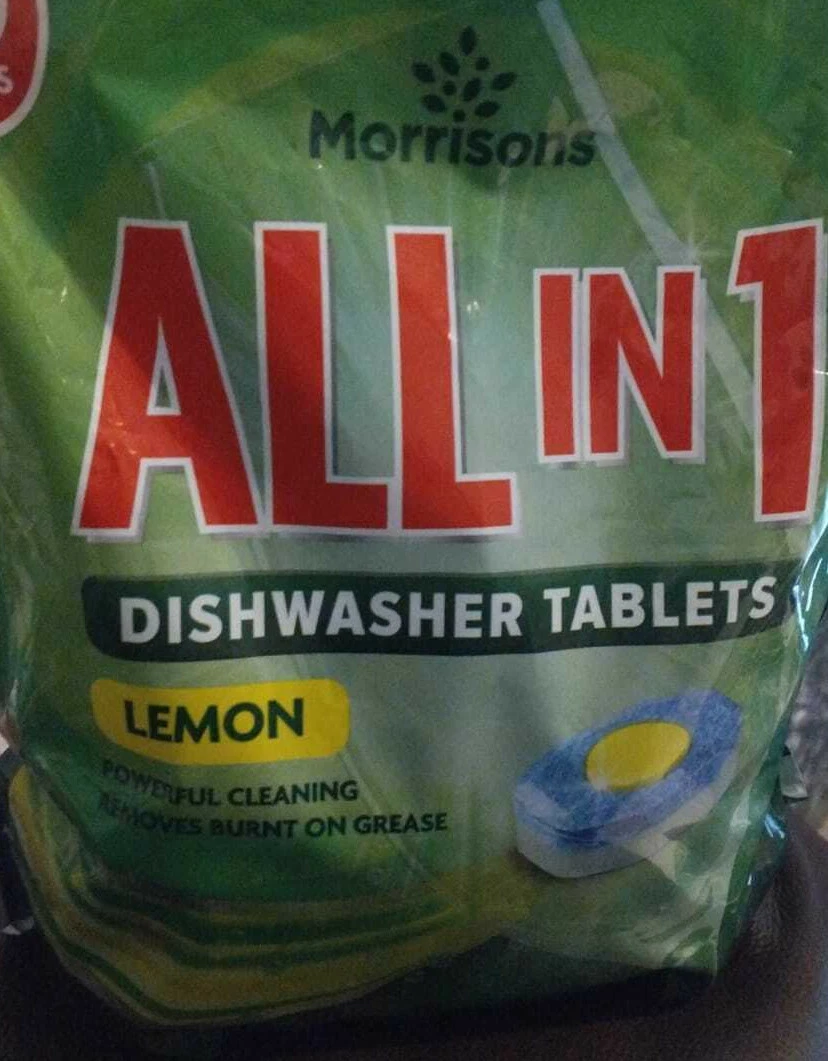 Morrisons
ALL IN 1
DISHWASHER TABLETS
LEMON
POWERFUL CLEANING
REMOVES BURNT ON GREASE